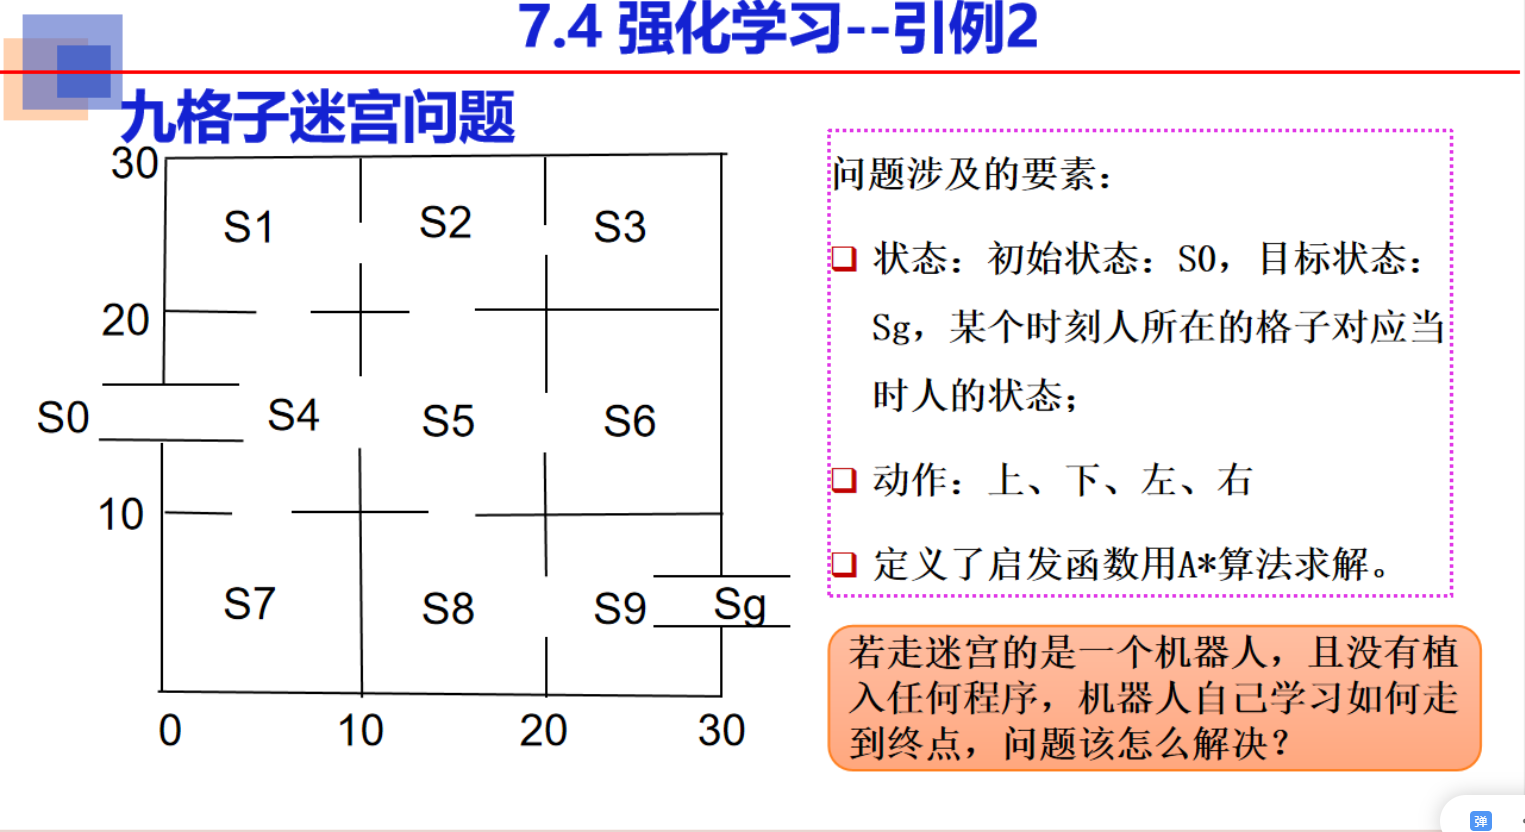 7.4 强化学习--引例2
九格子迷宫问题
30
S1
S2
S3
20
S0
S4
S5
S6
10
S7
S8
S9
Sg
0
10
20
30
问题涉及的要素：
状态：初始状态：S0，目标状态：
Sg，某个时刻人所在的格子对应当
时人的状态；
动作：上、下、左、右
定义了启发函数用A*算法求解。
若走迷宫的是一个机器人，且没有植
入任何程序，机器人自己学习如何走
到终点，问题该怎么解决？
弹